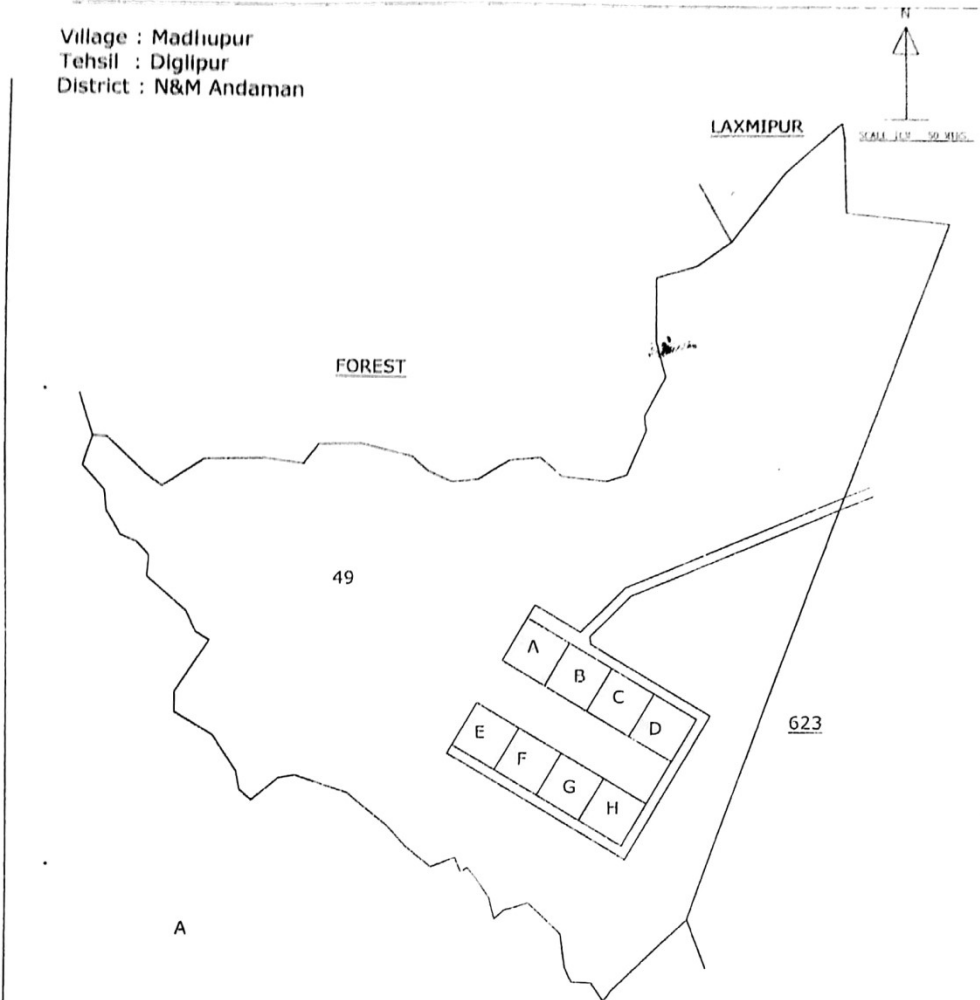 N
Village : Madhupur
Tehsil : Diglipur
District : N&M Andaman
LAXMIPUR
FOREST
49
A
B
C
D
E
F
G
H
623
A